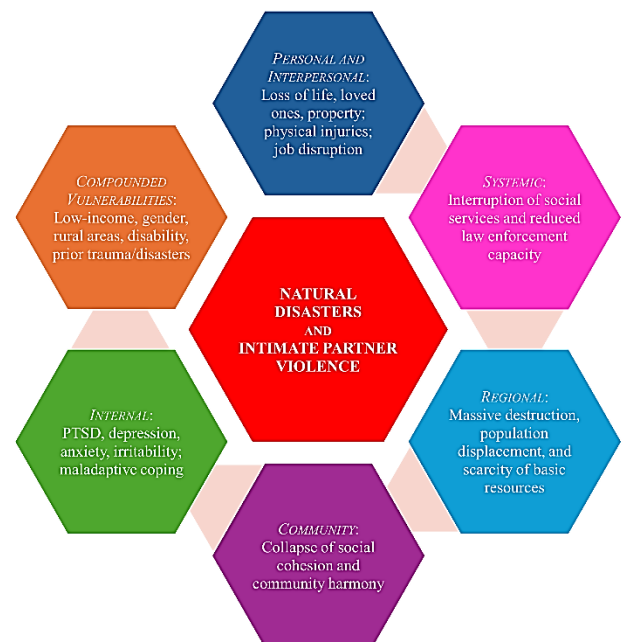 PERSONAL AND
INTERPERSONAL:
Loss of life, loved
ones, property;
physical injuries;
job disruption
SYSTEMIC:
Interruption of social
services and reduced
law enforcement
capacity
REGIONAL:
Massive destruction,
population
displacement, and
scarcity of basic
resources
COMMUNITY:
Collapse of social
cohesion and
community harmony
INTERNAL:
PTSD, depression,
anxiety, irritability;
maladaptive coping
COMPOUNDED
VULNERABILITIES:
Low-income, gender,
rural areas, disability,
prior trauma/disasters
NATURAL
DISASTERS
AND
INTIMATE PARTNER
VIOLENCE